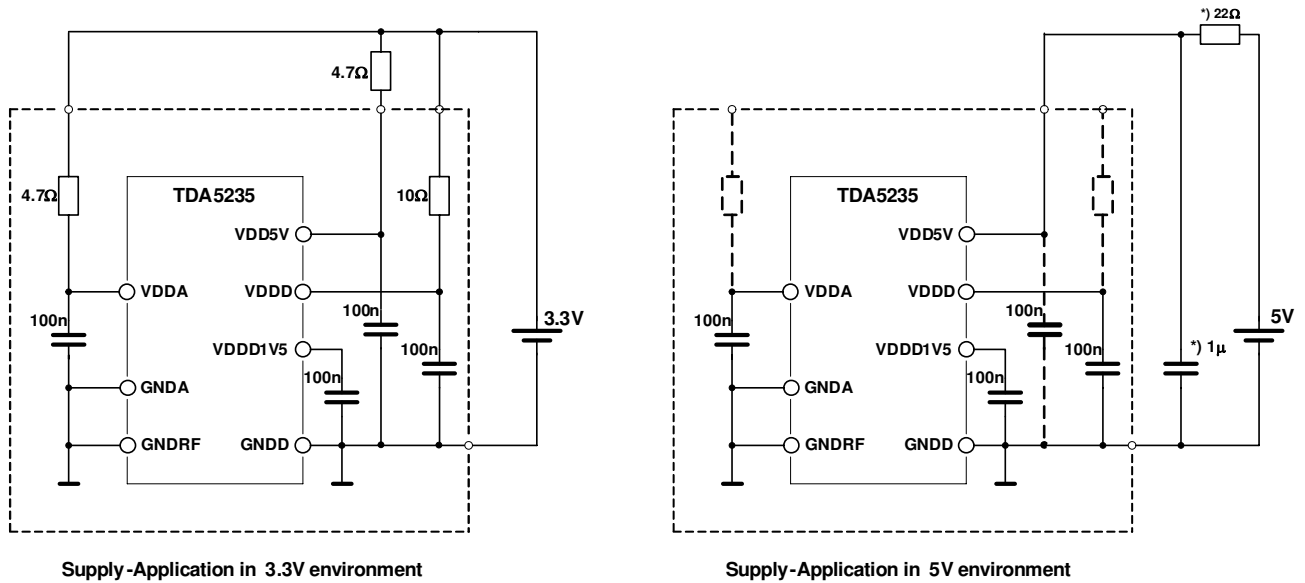 4.7Ω
4.7Ω
10Ω
TDA5235
VDD5V
VDDA
VDDD
100n
100n
3.3V
VDDD1V5
100n
100n
GNDA
GNDRF
GNDD
Supply-Application in 3.3V environment
*) 22Ω
TDA5235
VDD5V
VDDA
VDDD
100n
100n
5V
VDDD1V5
100n
100n
*) 1µ
GNDA
GNDRF
GNDD
Supply-Application in 5V environment